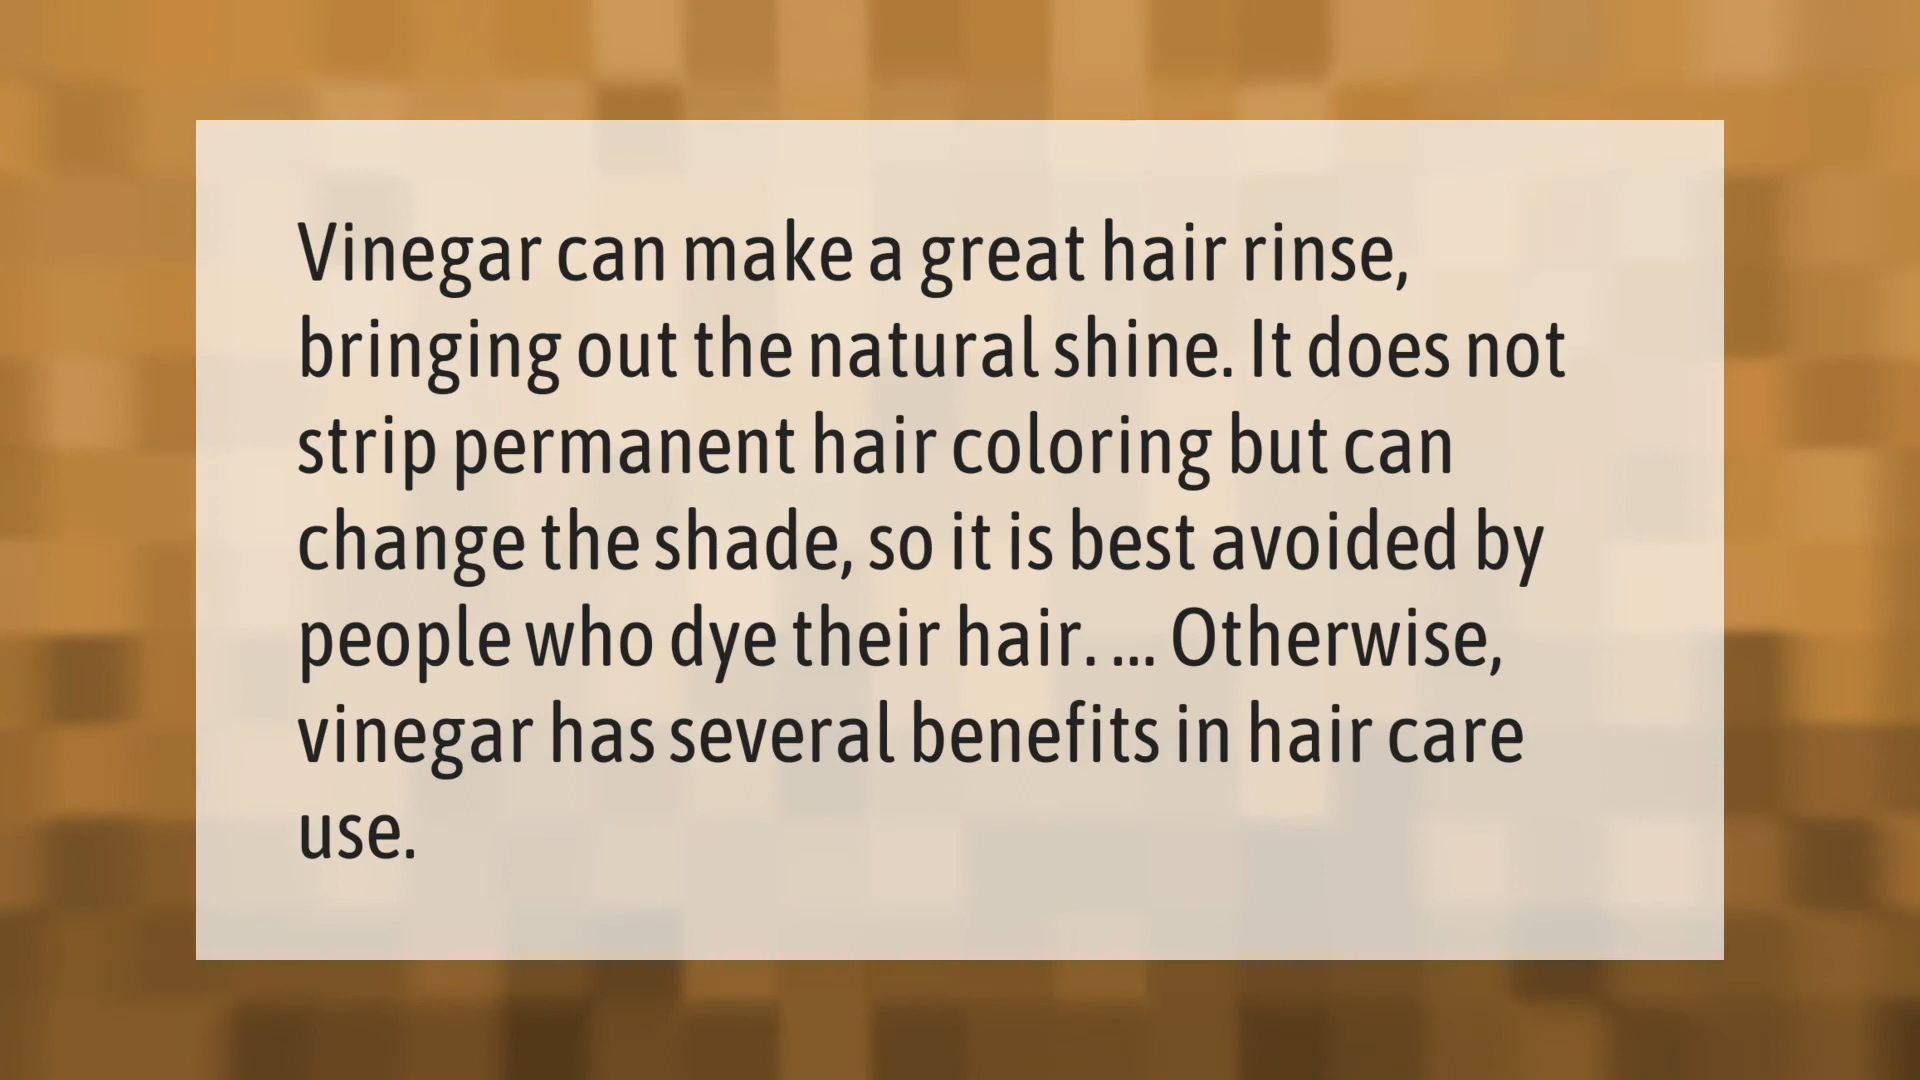 Vinegar can make a great hair rinse,
bringing out the natural shine. It does not
strip permanent hair coloring but can
change the shade, so it is best avoided by
people who dye their hair. ... Otherwise,
vinegar has several benefits in hair care
use.